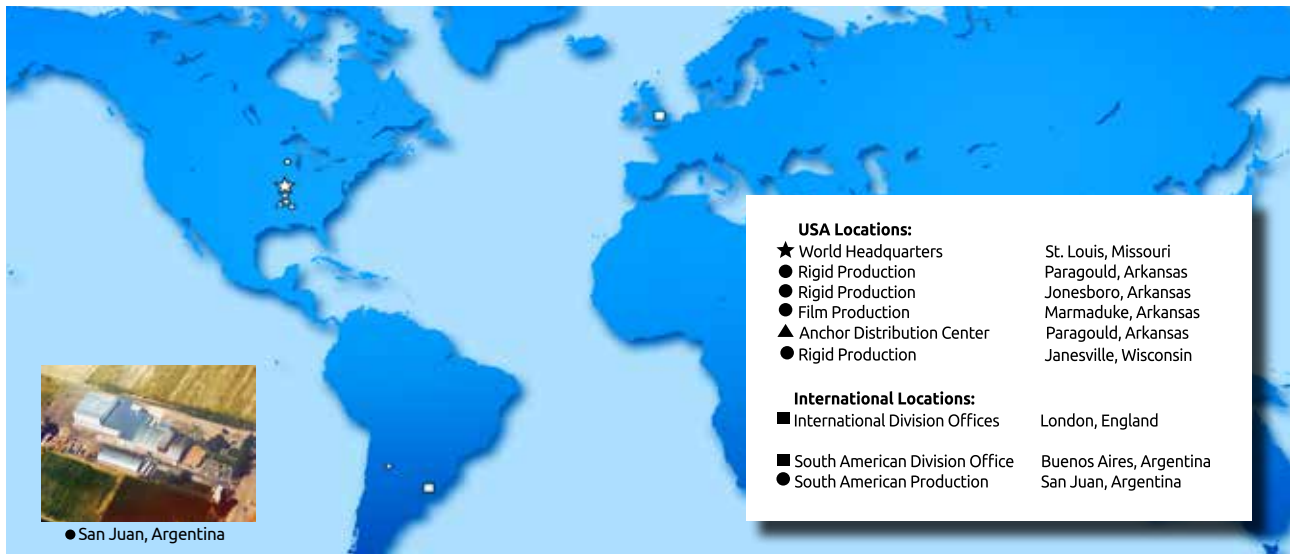 USA Locations:
★ World Headquarters St. Louis, Missouri
● Rigid Production Paragould, Arkansas
● Rigid Production Jonesboro, Arkansas
● Film Production Marmaduke, Arkansas
▲ Anchor Distribution Center Paragould, Arkansas
● Rigid Production Janesville, Wisconsin
International Locations:
■ International Division Offices London, England
■ South American Division Office Buenos Aires, Argentina
● South American Production San Juan, Argentina
● San Juan, Argentina